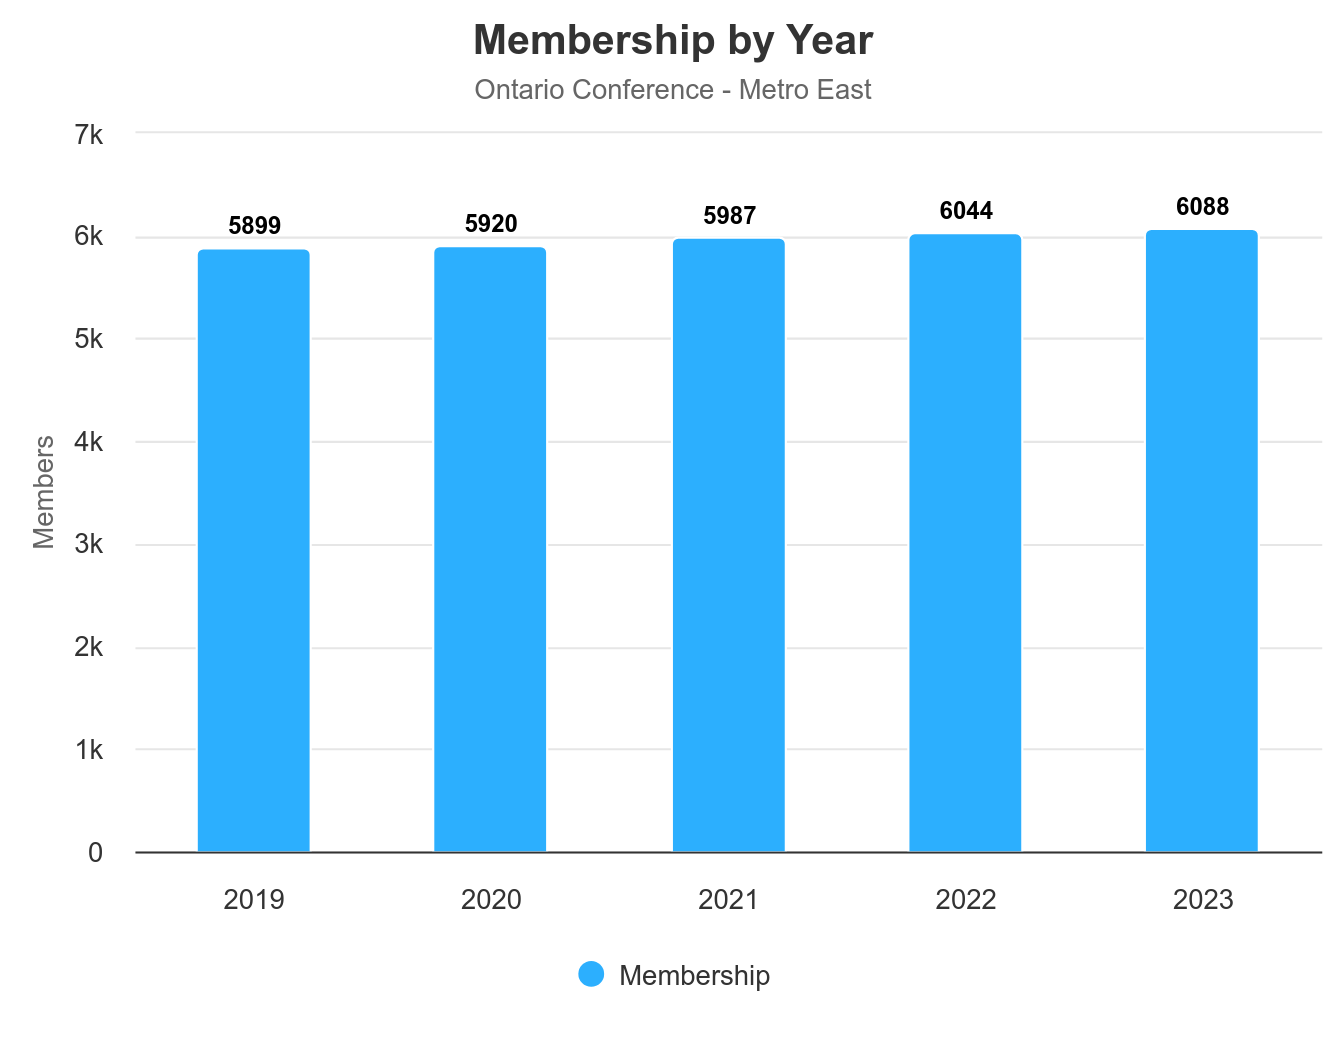 Membership by Year
Ontario Conference - Metro East
7k
6k
5k
4k
3k
2k
1k
0
Members
5899
5920
5987
6044
6088
2019
2020
2021
2022
2023
Membership